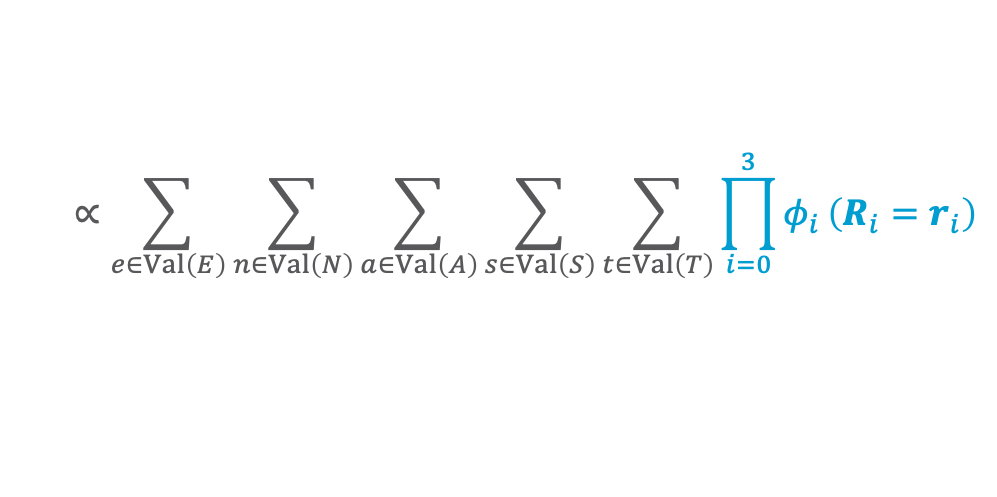 ∝ ∑_{e∈Val(E)} ∑_{n∈Val(N)} ∑_{a∈Val(A)} ∑_{s∈Val(S)} ∑_{t∈Val(T)} ∏_{i=0}^{3} ϕ_i (R_i = r_i)